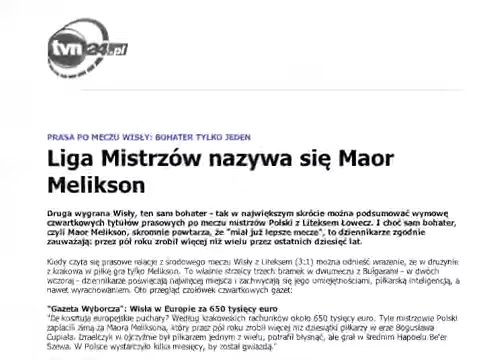 tvn24.pl
PRASA PO MECZU WISŁY: BOHATER TYLKO JEDEN
Liga Mistrzów nazywa się Maor
Melikson
Druga wygrana Wisły, ten sam bohater - tak w największym skrócie można podsumować wymowę
czwartkowych tytułów prasowych po meczu mistrzów Polski z Liteksem Łowecz. I choć sam bohater,
czyli Maor Melikson, skromnie powtarza, że "miał już lepsze mecze", to dziennikarze zgodnie
zauważają: przez pół roku zrobił więcej niż wielu przez ostatnich dziesięć lat.
Kiedy czyta się prasowe relacje z środowego meczu Wisły z Liteksem (3:1) można odnieść wrażenie, że w drużynie
z krakowa w piłkę gra tylko Melikson. To właśnie strzelcy trzech bramek w dwumeczu z Bułgarami - w dwóch
wczoraj - dziennikarze poświęcają najwięcej miejsca i zachwycają się jego umiejętnościami, piłkarską inteligencją, a
nawet wyrachowaniem. Oto przegląd czołówek czwartkowych gazet:
"Gazeta Wyborcza": Wisła w Europie za 650 tysięcy euro
"Ile kosztują europejskie puchary? Według krakowskich rachunków około 650 tysięcy euro. Tyle mistrzowie Polski
zapłacili zimą za Maora Meliksona, który przez pół roku zrobił więcej niż dziesiątki piłkarzy w erze Bogusława
Cupiała. Izraelczyk w ojczyźnie był piłkarzem jednym z wielu, potrafił błysnąć, ale grał w średnim Hapoelu Be'er
Szewa. W Polsce wystarczyło kilka miesięcy, by został gwiazdą."